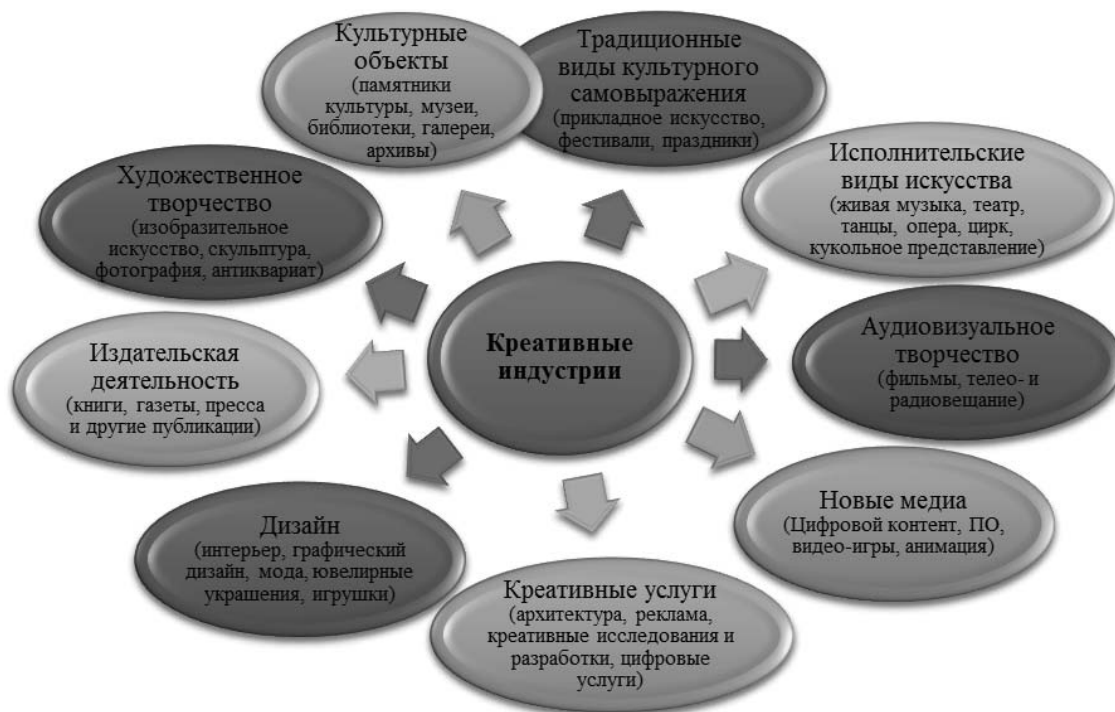 Культурные
объекты
(памятники
культуры, музеи,
библиотеки, галереи,
архивы)
Традиционные
виды культурного
самовыражения
(прикладное искусство,
фестивали, праздники)
Исполнительские
виды искусства
(живая музыка, театр,
танцы, опера, цирк,
кукольное представление)
Аудиовизуальное
творчество
(фильмы, телео- и
радиовещание)
Новые медиа
(Цифровой контент, ПО,
видео-игры, анимация)
Креативные услуги
(архитектура, реклама,
креативные исследования и
разработки, цифровые
услуги)
Дизайн
(интерьер, графический
дизайн, мода, ювелирные
украшения, игрушки)
Издательская
деятельность
(книги, газеты, пресса
и другие публикации)
Художественное
творчество
(изобразительное
искусство, скульптура,
фотография, антиквариат)
Креативные
индустрии